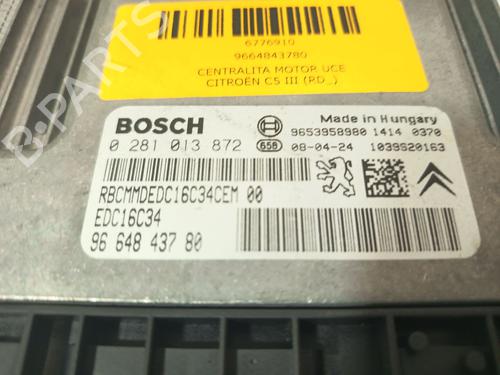 6776910
9664843780
CENTRALITA MOTOR UCE
CITROËN C5 III (RD_)
BOSCH
Made in Hungary
9653958980 1414 0370
0 281 013 872
658 08-04-24 1039S20163
RBCMMDEDC16C34CEM 00
EDC16C34
96 648 437 80
B-Parts